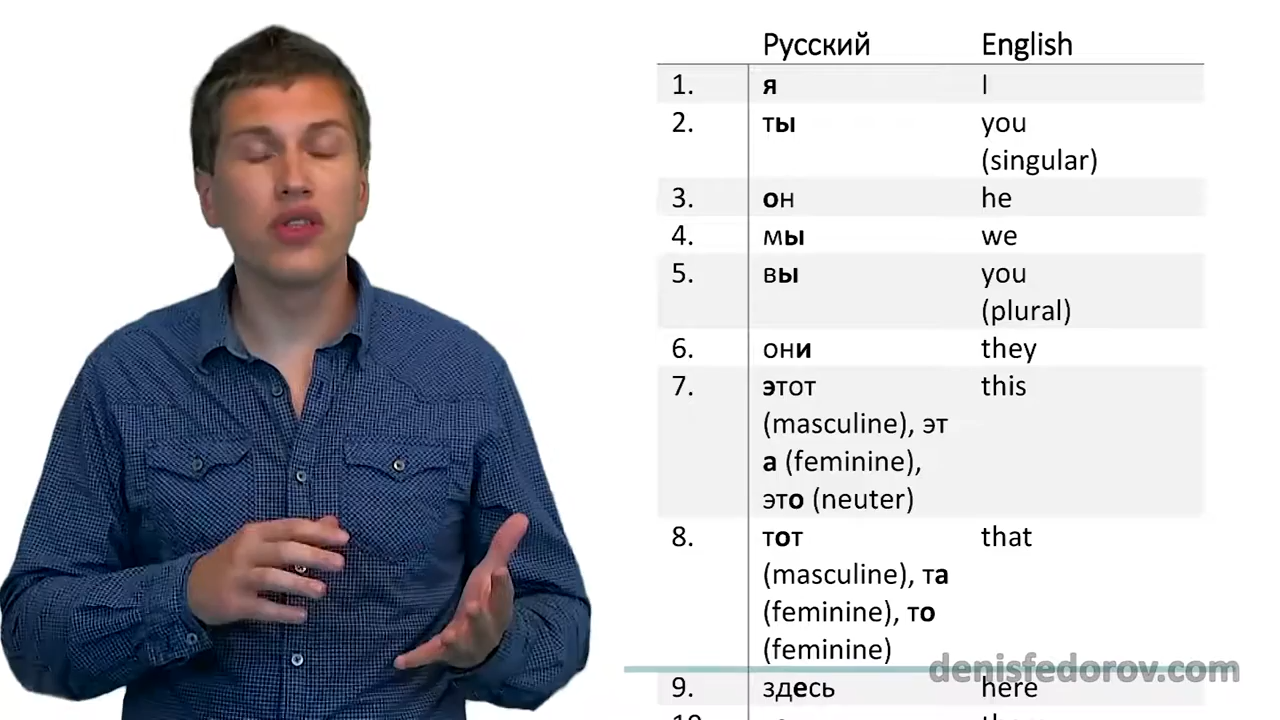 Русский English
1. я I
2. ты you
(singular)
3. он he
4. мы we
5. вы you
(plural)
6. они they
7. этот this
(masculine), эт
а (feminine),
это (neuter)
8. тот that
(masculine), та
(feminine), то
(feminine)
denisfedorov.com
9. здесь here